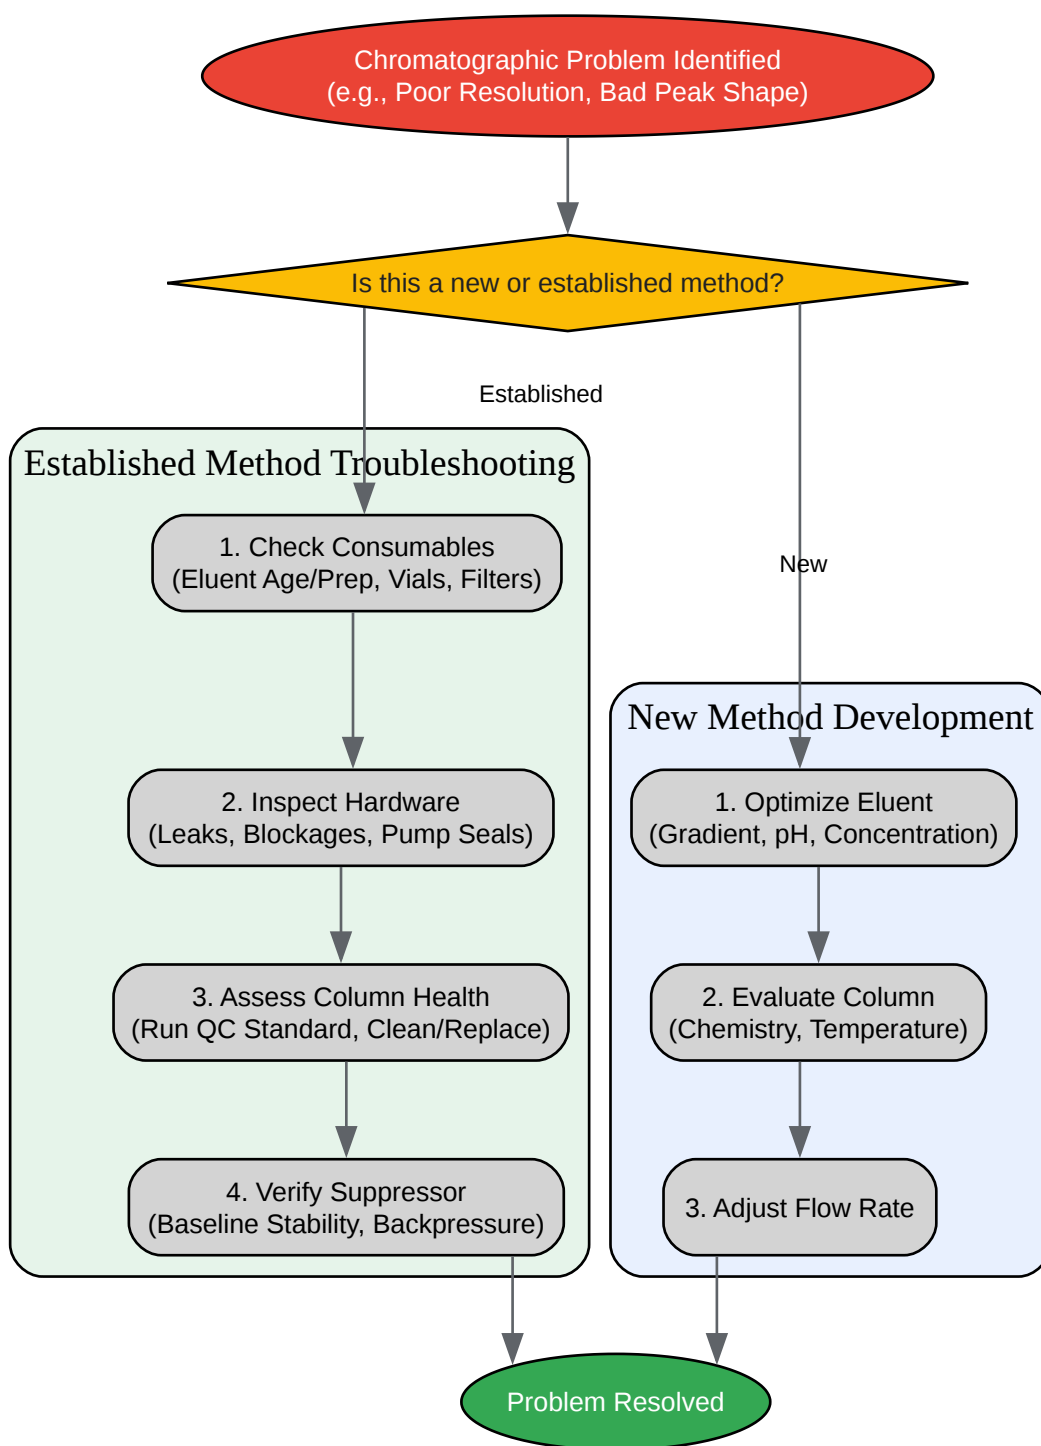 Chromatographic Problem Identified
(e.g., Poor Resolution, Bad Peak Shape)
Is this a new or established method?
Established
Established Method Troubleshooting
1. Check Consumables
(Eluent Age/Prep, Vials, Filters)
2. Inspect Hardware
(Leaks, Blockages, Pump Seals)
3. Assess Column Health
(Run QC Standard, Clean/Replace)
4. Verify Suppressor
(Baseline Stability, Backpressure)
New
New Method Development
1. Optimize Eluent
(Gradient, pH, Concentration)
2. Evaluate Column
(Chemistry, Temperature)
3. Adjust Flow Rate
Problem Resolved